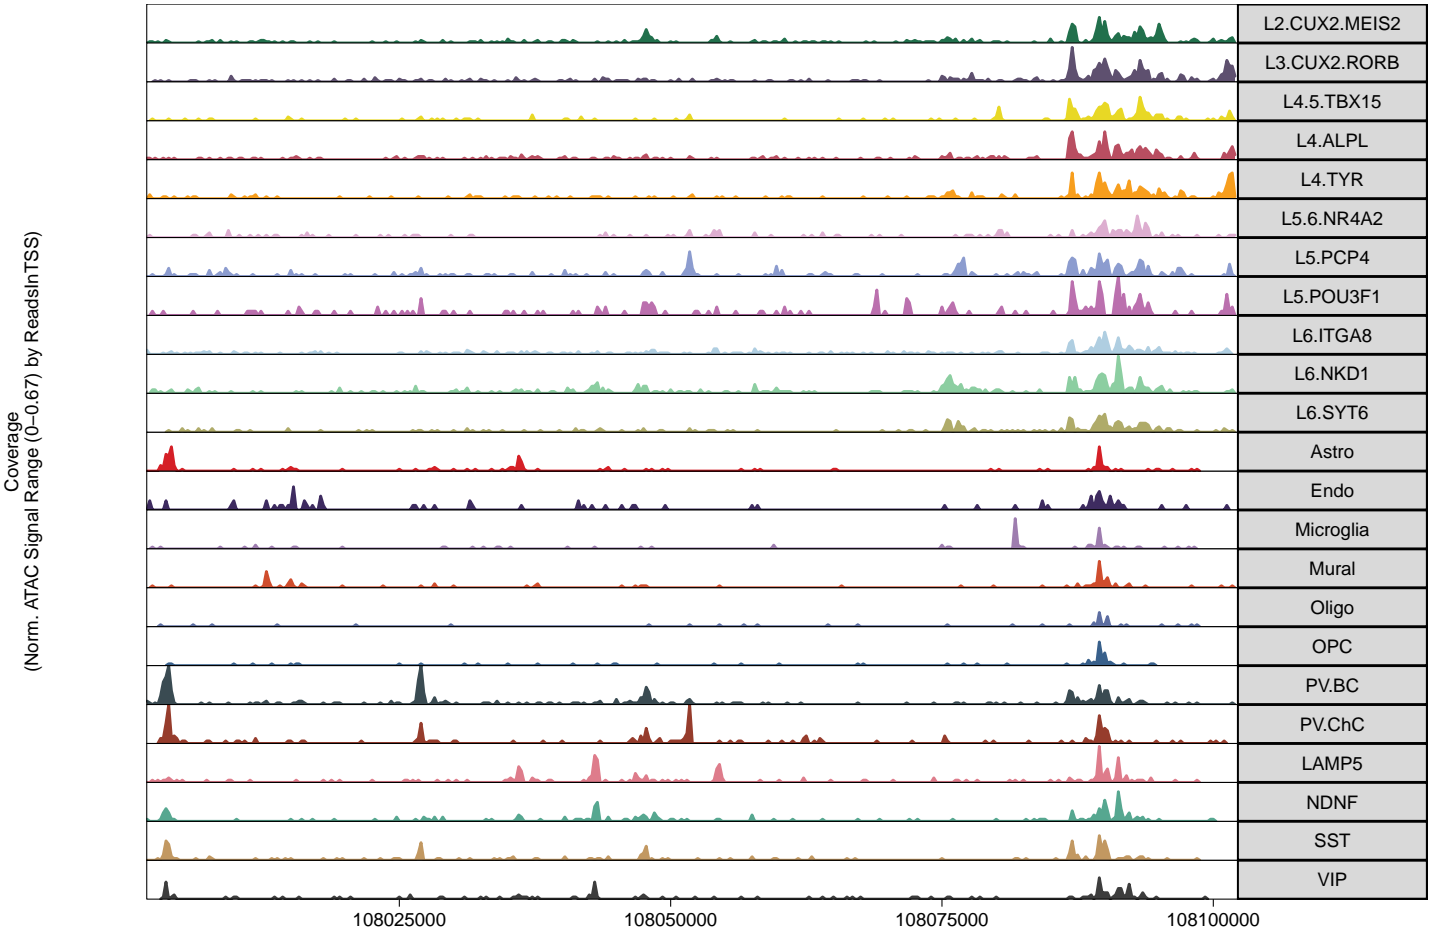 Coverage
(Norm. ATAC Signal Range (0−0.67) by ReadsInTSS)
L2.CUX2.MEIS2
L3.CUX2.RORB
L4.5.TBX15
L4.ALPL
L4.TYR
L5.6.NR4A2
L5.PCP4
L5.POU3F1
L6.ITGA8
L6.NKD1
L6.SYT6
Astro
Endo
Microglia
Mural
Oligo
OPC
PV.BC
PV.ChC
LAMP5
NDNF
SST
VIP
108025000 108050000 108075000 108100000